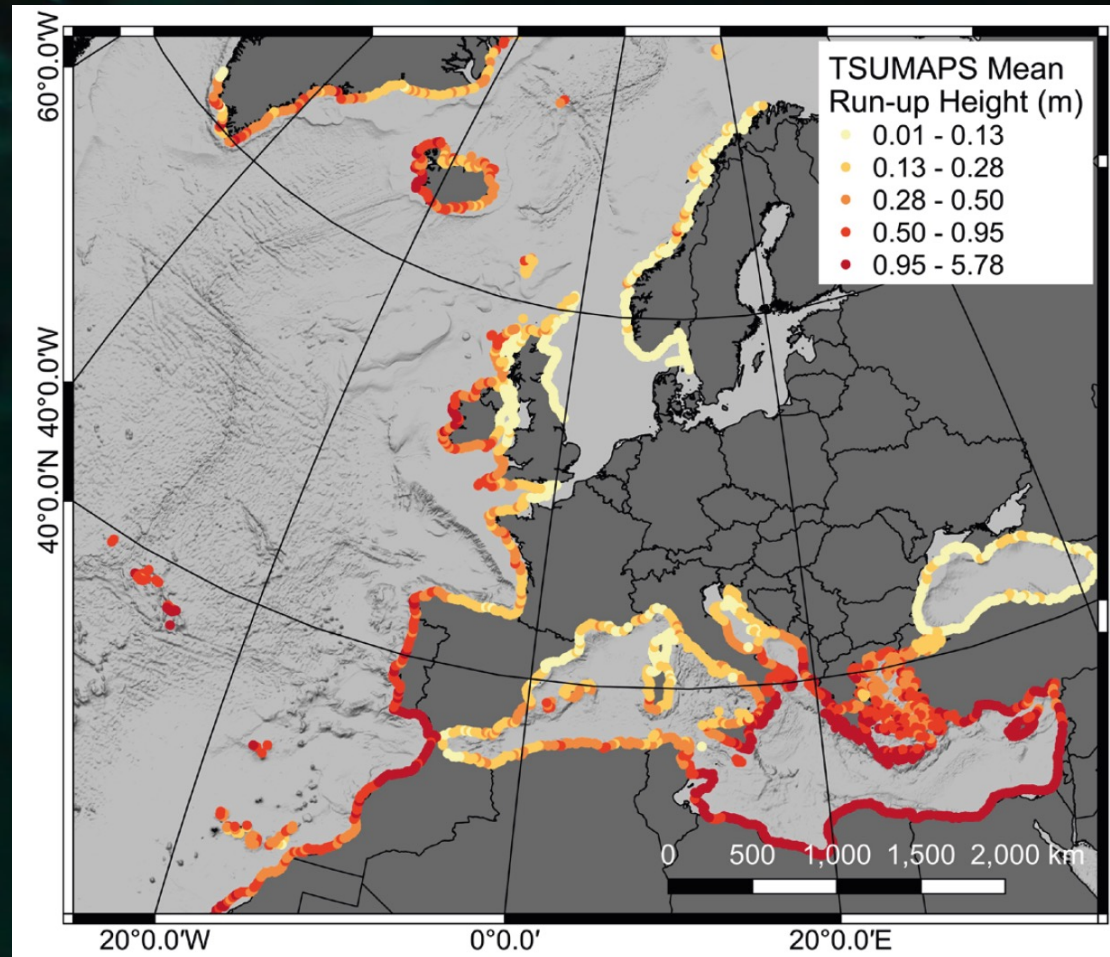 60°0.0′W
TSUMAPS Mean
Run-up Height (m)
0.01 - 0.13
0.13 - 0.28
0.28 - 0.50
0.50 - 0.95
0.95 - 5.78
40°0.0′W
40°0.0′N
0 500 1,000 1,500 2,000 km
20°0.0′W 0°0.0′ 20°0.0′E